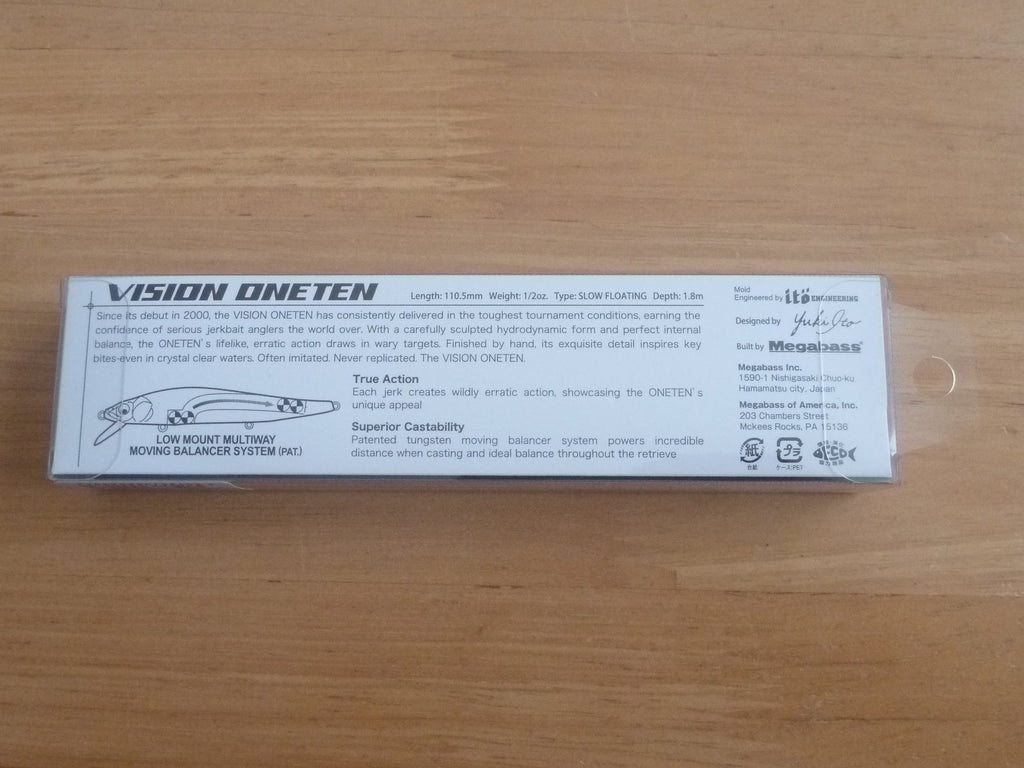 VISION ONETEN
Length: 110.5mm Weight: 1/2oz. Type: SLOW FLOATING Depth: 1.8m
Since its debut in 2000, the VISION ONETEN has consistently delivered in the toughest tournament conditions, earning the
confidence of serious jerkbait anglers the world over. With a carefully sculpted hydrodynamic form and perfect internal
balance, the ONETEN`s lifelike, erratic action draws in wary targets. Finished by hand, its exquisite detail inspires key
bites-even in crystal clear waters. Often imitated. Never replicated. The VISION ONETEN.
LOW MOUNT MULTIWAY
MOVING BALANCER SYSTEM (PAT.)
True Action
Each jerk creates wildly erratic action, showcasing the ONETEN`s
unique appeal
Superior Castability
Patented tungsten moving balancer system powers incredible
distance when casting and ideal balance throughout the retrieve
Mold
Engineered by itö ENGINEERING
Designed by Yuki Ito
Built by Megabass®
Megabass Inc.
1590-1 Nishigasaki Chuo-ku
Hamamatsu city, Japan
Megabass of America, Inc.
203 Chambers Street
Mckees Rocks, PA 15136
紙 プラ
台紙 ケース:PET